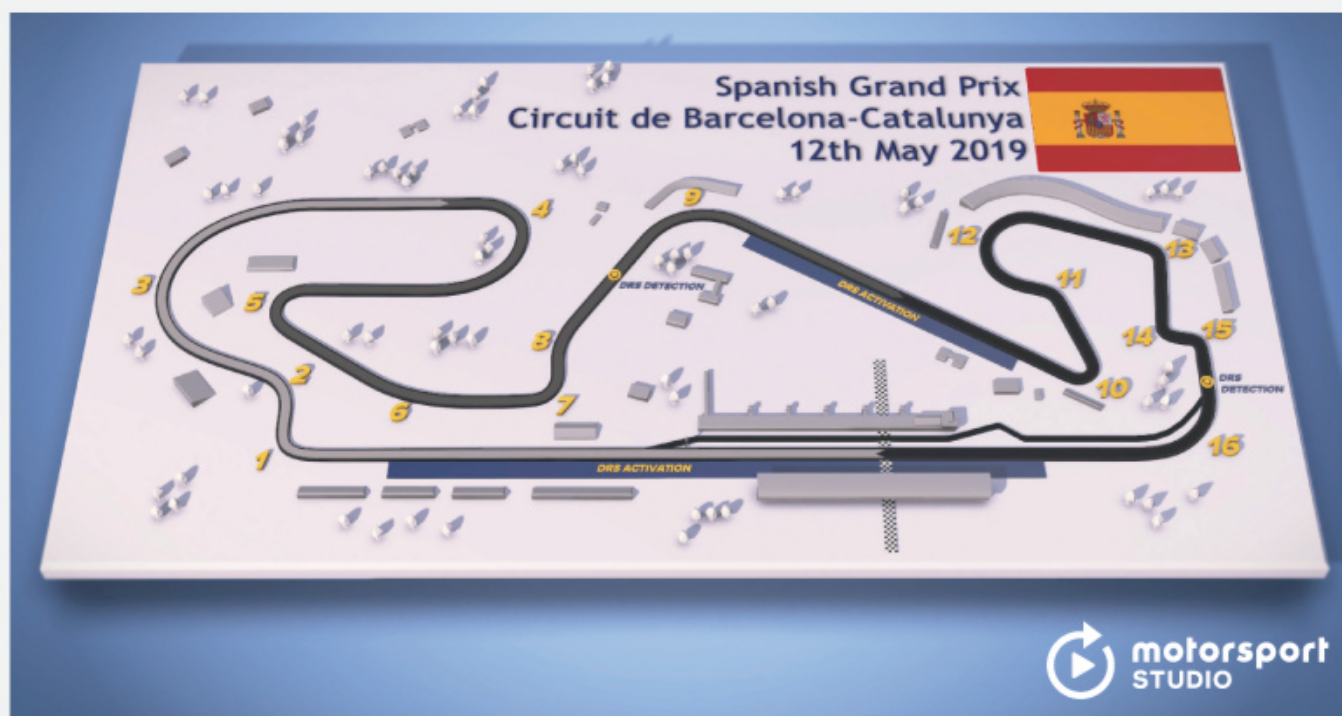 Spanish Grand Prix
Circuit de Barcelona-Catalunya
12th May 2019
9
4
12
13
3
5
11
DRS DETECTION
DRS ACTIVATION
8
14
15
2
10
DRS
DETECTION
6
7
1
16
DRS ACTIVATION
motorsport
STUDIO